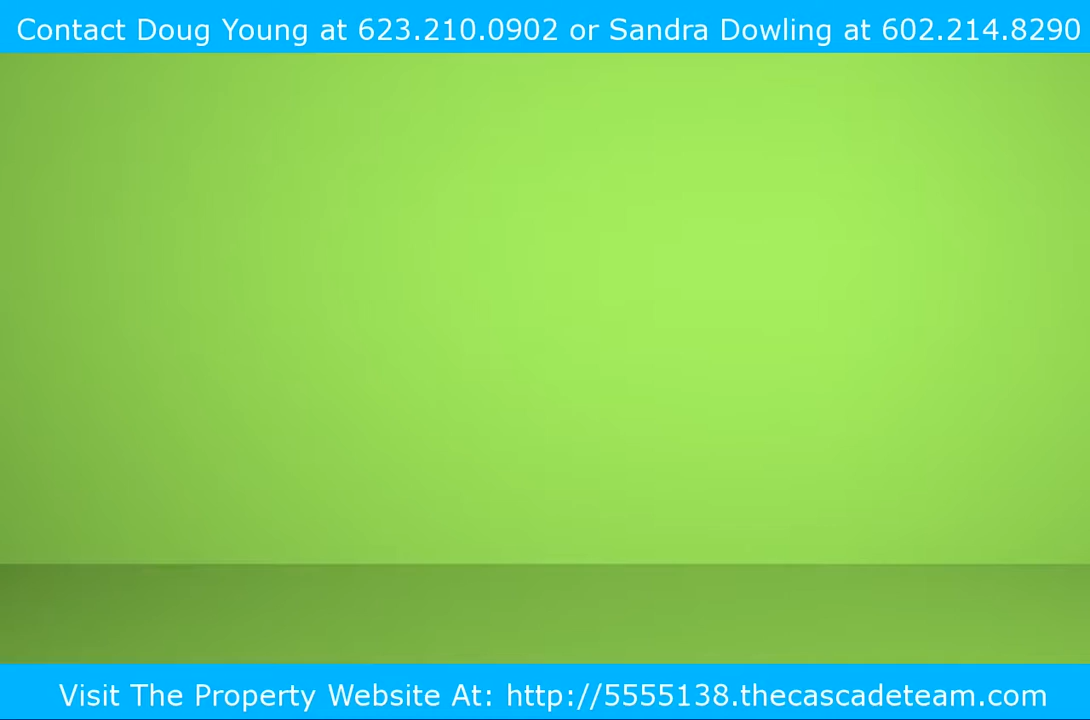 Contact Doug Young at 623.210.0902 or Sandra Dowling at 602.214.8290
Visit The Property Website At: http://5555138.thecascadeteam.com